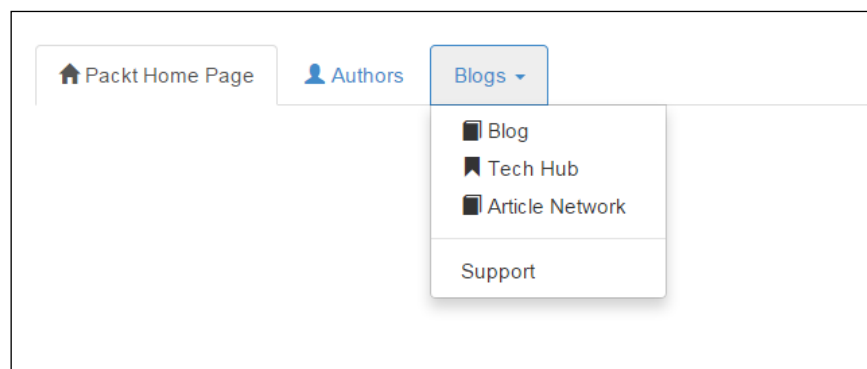 Packt Home Page Authors Blogs
Blog
Tech Hub
Article Network
Support